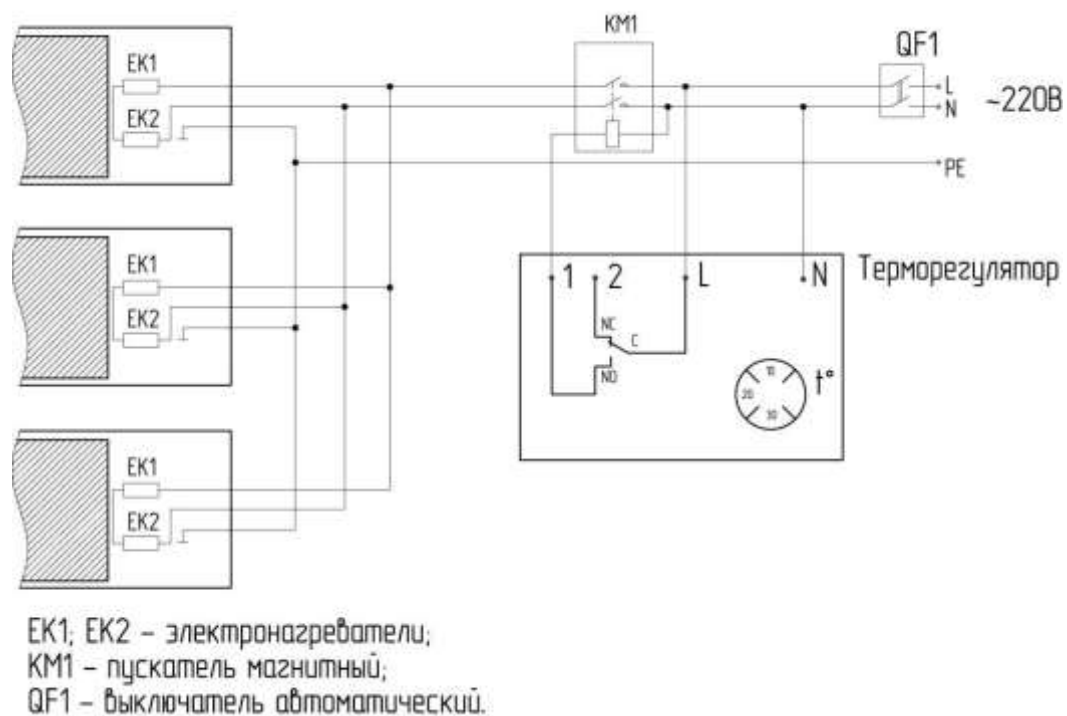 KM1
QF1
EK1
EK2
L
N
~220В
PE
EK1
EK2
1 2 L N
Терморегулятор
NC
C
NO
10
20
30
t°
EK1
EK2
EK1; EK2 – электронагреватели;
KM1 – пускатель магнитный;
QF1 – выключатель автоматический.